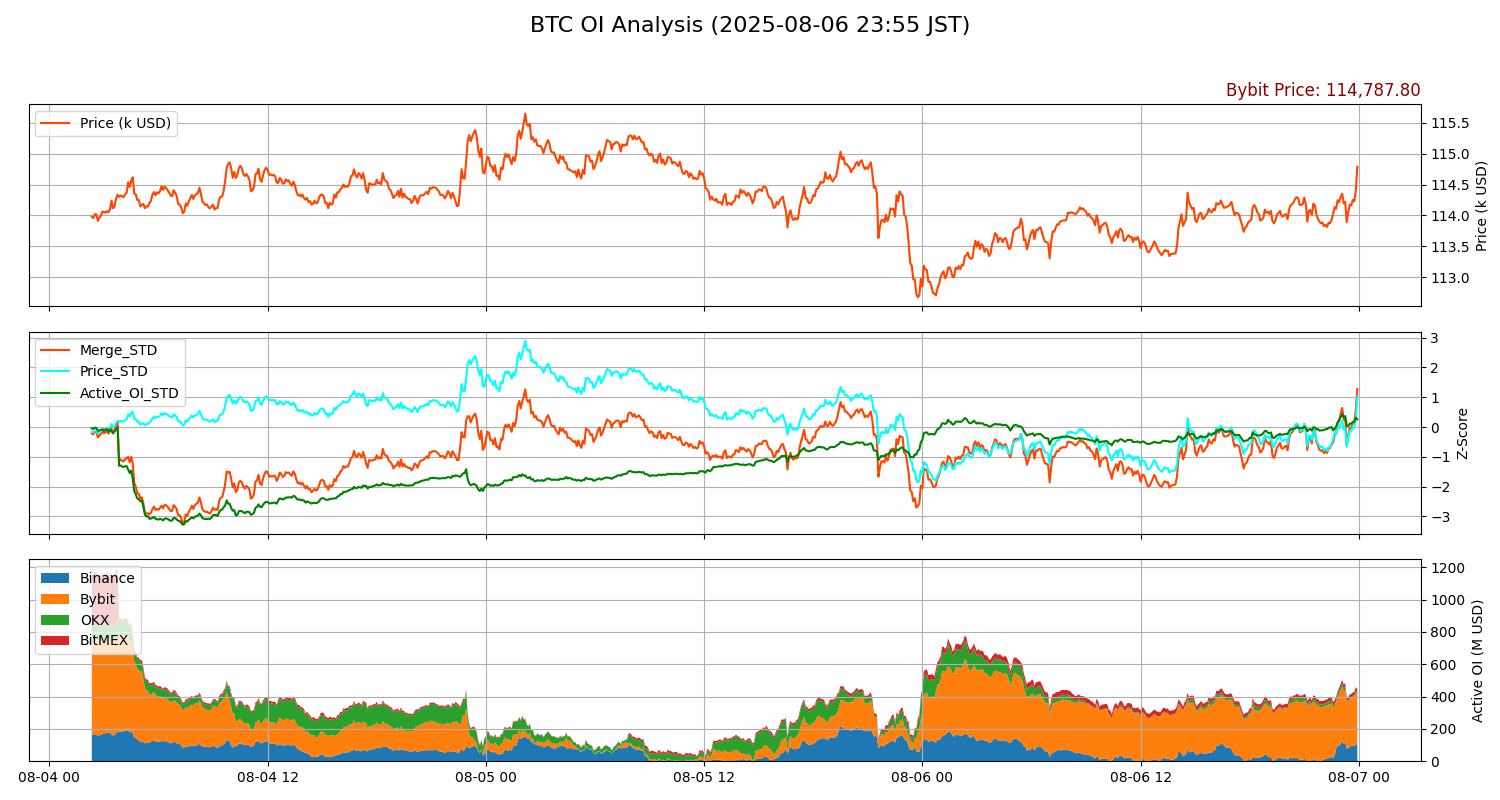 BTC OI Analysis (2025-08-06 23:55 JST)
Bybit Price: 114,787.80
Price (k USD)
115.5
115.0
114.5
114.0
113.5
113.0
Price (k USD)
Merge_STD
Price_STD
Active_OI_STD
3
2
1
0
−1
−2
−3
Z-Score
Binance
Bybit
OKX
BitMEX
1200
1000
800
600
400
200
0
Active OI (M USD)
08-04 00
08-04 12
08-05 00
08-05 12
08-06 00
08-06 12
08-07 00